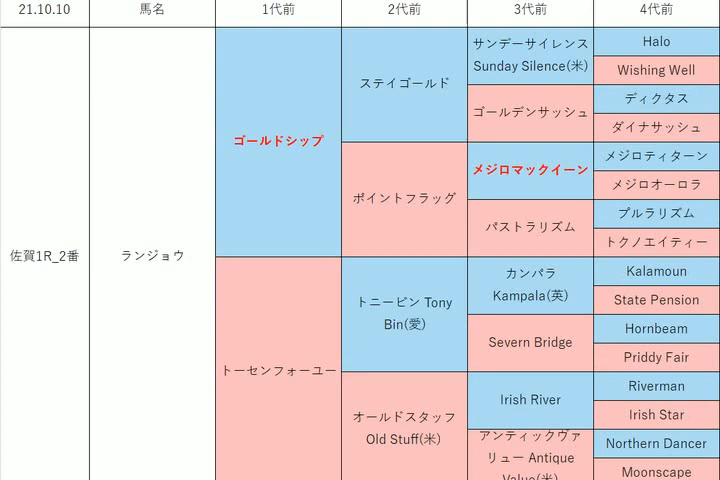 21.10.10 馬名 1代前 2代前 3代前 4代前
佐賀1R_2番
ランジョウ
ゴールドシップ
ステイゴールド
サンデーサイレンス
Sunday Silence(米)
Halo
Wishing Well
ゴールデンサッシュ
ディクタス
ダイナサッシュ
ポイントフラッグ
メジロマックイーン
メジロティターン
メジロオーロラ
パストラリズム
プルラリズム
トクノエイティー
トーセンフォーユー
トニービン Tony
Bin(愛)
カンパラ
Kampala(英)
Kalamoun
State Pension
Severn Bridge
Hornbeam
Priddy Fair
オールドスタッフ
Old Stuff(米)
Irish River
Riverman
Irish Star
アンティックヴァ
リュー Antique
Value(米)
Northern Dancer
Moonscape